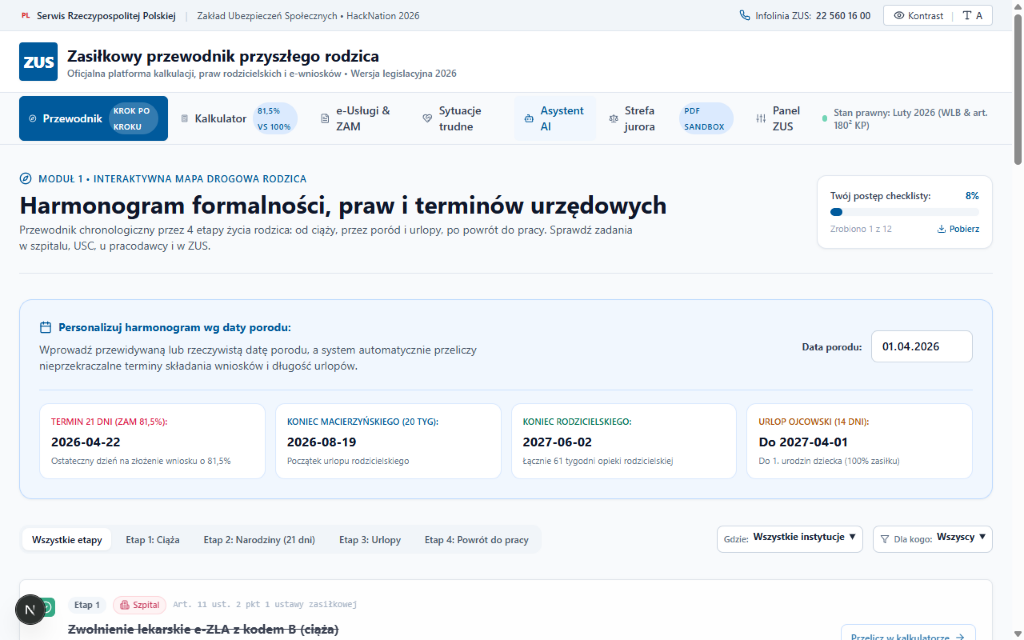 PL Serwis Rzeczypospolitej Polskiej | Zakład Ubezpieczeń Społecznych • HackNation 2026
Infolinia ZUS: 22 560 16 00
Kontrast | T A
ZUS
Zasiłkowy przewodnik przyszłego rodzica
Oficjalna platforma kalkulacji, praw rodzicielskich i e-wniosków • Wersja legislacyjna 2026
Przewodnik
KROK PO
KROKU
Kalkulator
81,5%
VS 100%
e-Usługi &
ZAM
Sytuacje
trudne
Asystent
AI
Strefa
jurora
PDF
SANDBOX
Panel
ZUS
Stan prawny: Luty 2026 (WLB & art.
180² KP)
MODUŁ 1 • INTERAKTYWNA MAPA DROGOWA RODZICA
Harmonogram formalności, praw i terminów urzędowych
Przewodnik chronologiczny przez 4 etapy życia rodzica: od ciąży, przez poród i urlopy, po powrót do pracy. Sprawdź zadania
w szpitalu, USC, u pracodawcy i w ZUS.
Twój postęp checklisty: 8%
Zrobiono 1 z 12 Pobierz
Personalizuj harmonogram wg daty porodu:
Wprowadź przewidywaną lub rzeczywistą datę porodu, a system automatycznie przeliczy
nieprzekraczalne terminy składania wniosków i długość urlopów.
Data porodu: 01.04.2026
TERMIN 21 DNI (ZAM 81,5%):
2026-04-22
Ostateczny dzień na złożenie wniosku o 81,5%
KONIEC MACIERZYŃSKIEGO (20 TYG):
2026-08-19
Początek urlopu rodzicielskiego
KONIEC RODZICIELSKIEGO:
2027-06-02
Łącznie 61 tygodni opieki rodzicielskiej
URLOP OJCOWSKI (14 DNI):
Do 2027-04-01
Do 1. urodzin dziecka (100% zasiłku)
Wszystkie etapy
Etap 1: Ciąża
Etap 2: Narodziny (21 dni)
Etap 3: Urlopy
Etap 4: Powrót do pracy
Gdzie: Wszystkie instytucje ▼
Dla kogo: Wszyscy ▼
N
Etap 1
Szpital
Art. 11 ust. 2 pkt 1 ustawy zasiłkowej
Zwolnienie lekarskie e-ZLA z kodem B (ciąża)
Przelicz w kalkulatorze →